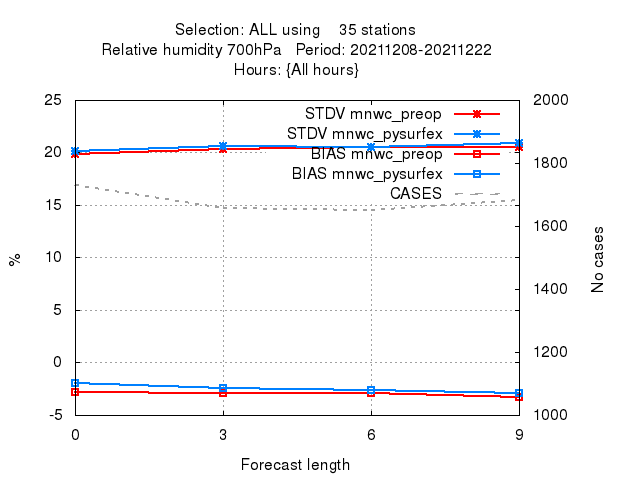 Selection: ALL using 35 stations
Relative humidity 700hPa Period: 20211208-20211222
Hours: {All hours}
25 2000
STDV mnwc_preop
STDV mnwc_pysurfex
20 1800
BIAS mnwc_preop
BIAS mnwc_pysurfex
CASES
15
1600
10
1400
5
1200
0
-5 1000
%
No cases
0 3 6 9
Forecast length